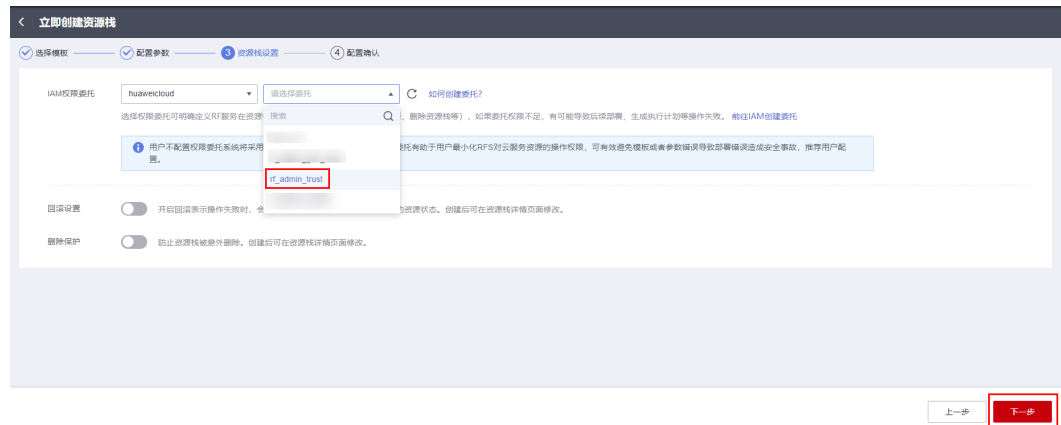 立即创建资源栈
选择模板 配置参数 3 资源栈设置 4 配置确认
IAM权限委托 huaweicloud 请选择委托 如何创建委托?
选择权限委托可明确定义RF服务在资源 删除资源栈等），如果委托权限不足，有可能导致后续部署、生成执行计划等操作失败。 前往IAM创建委托
搜索
用户不配置权限委托系统将采用 委托有助于用户最小化RFS对云服务资源的操作权限，可有效避免模板或者参数错误导致部署错误造成安全事故，推荐用户配
置。
rf_admin_trust
回滚设置 开启回滚表示操作失败时， 的资源状态。创建后可在资源栈详情页面修改。
删除保护 防止资源栈被意外删除。创建后可在资源栈详情页面修改。
上一步 下一步